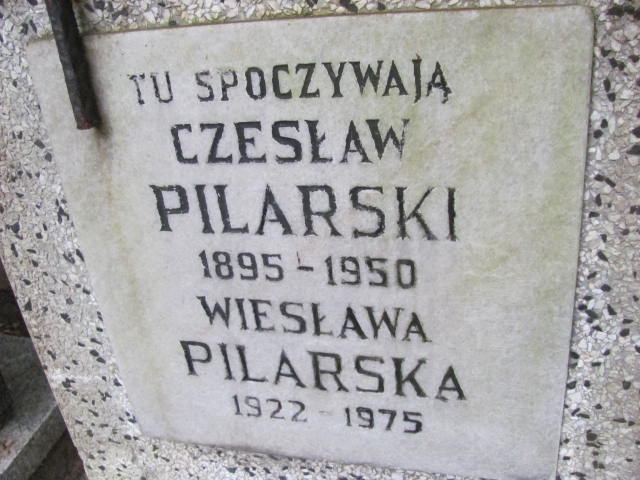 TU SPOCZYWAJĄ
CZESŁAW
PILARSKI
1895 - 1950
WIESŁAWA
PILARSKA
1922 - 1975